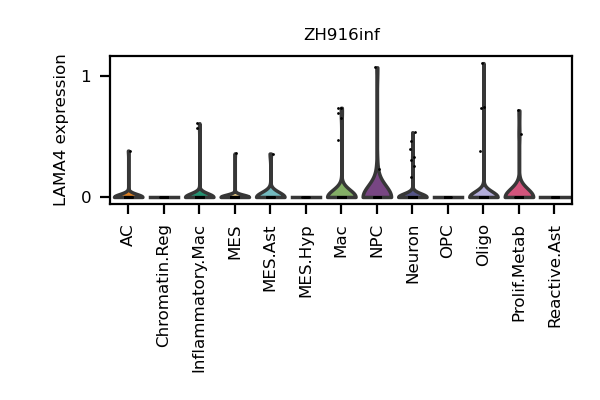 ZH916inf
LAMA4 expression
1
0
AC
Chromatin.Reg
Inflammatory.Mac
MES
MES.Ast
MES.Hyp
Mac
NPC
Neuron
OPC
Oligo
Prolif.Metab
Reactive.Ast